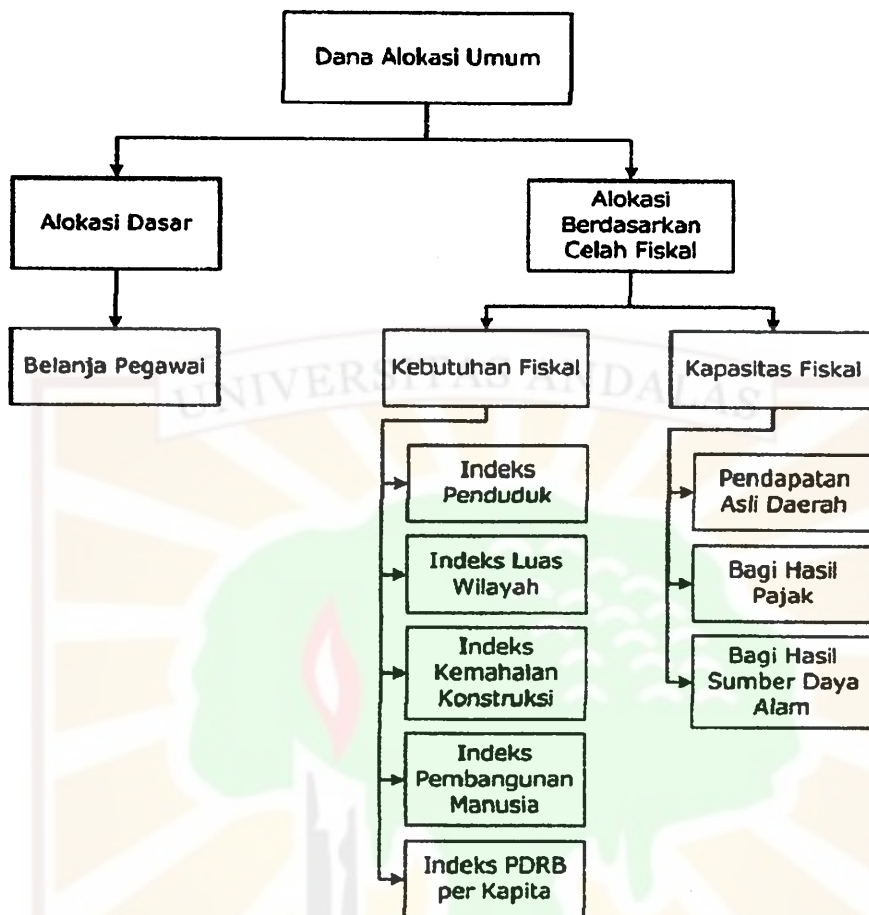 Dana Alokasi Umum
Alokasi Dasar
Alokasi
Berdasarkan
Celah Fiskal
Belanja Pegawai
Kebutuhan Fiskal
Kapasitas Fiskal
UNIVERSITAS ANDALAS
Indeks
Penduduk
Indeks Luas
Wilayah
Indeks
Kemahalan
Konstruksi
Indeks
Pembangunan
Manusia
Indeks PDRB
per Kapita
Pendapatan
Asli Daerah
Bagi Hasil
Pajak
Bagi Hasil
Sumber Daya
Alam